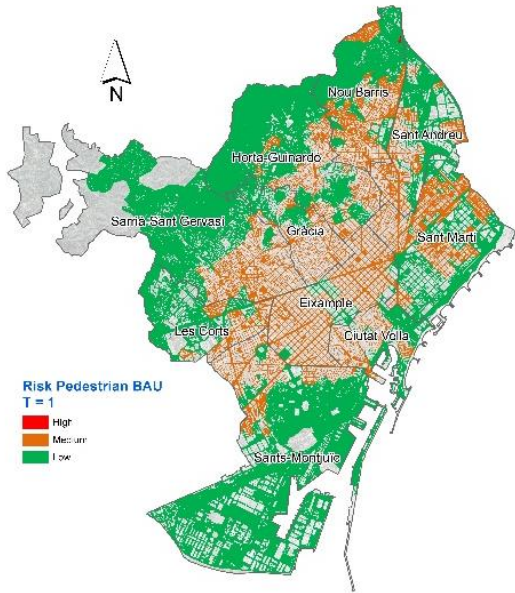 N
Nou Barris
Sant Andreu
Horta-Guinardo
Sarria-Sant Gervasi
Gràcia
Sant Marti
Eixample
Les Corts
Ciutat Vella
Risk Pedestrian BAU
T = 1
High
Medium
Low
Sants-Montjuïc